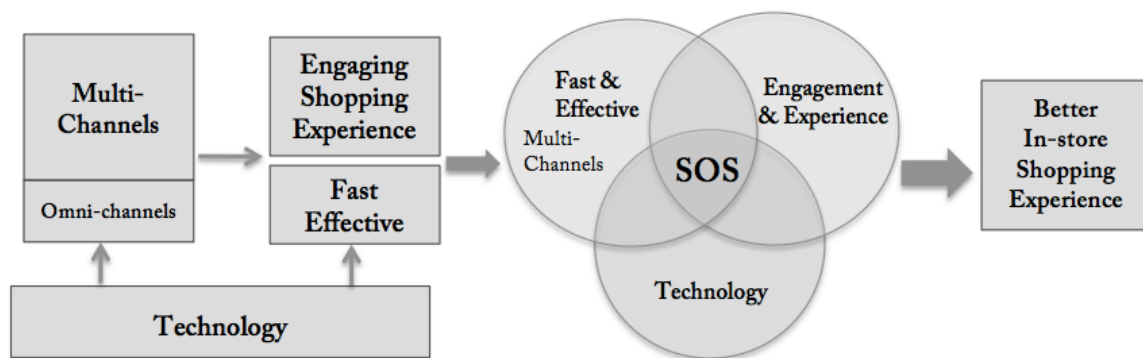 Multi-
Channels
Omni-channels
Engaging
Shopping
Experience
Fast
Effective
Technology
Fast &
Effective
Multi-
Channels
Engagement
& Experience
SOS
Technology
Better
In-store
Shopping
Experience